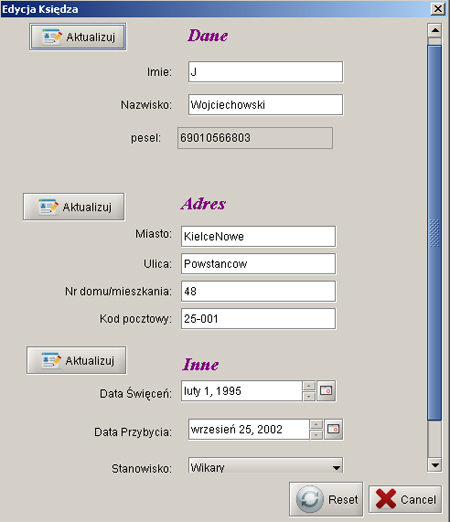 Edycja Księdza
Aktualizuj Dane
Imie: J
Nazwisko: Wojciechowski
pesel: 69010566803
Aktualizuj Adres
Miasto: KielceNowe
Ulica: Powstancow
Nr domu/mieszkania: 48
Kod pocztowy: 25-001
Aktualizuj Inne
Data Święceń: luty 1, 1995
Data Przybycia: wrzesień 25, 2002
Stanowisko: Wikary
Reset Cancel